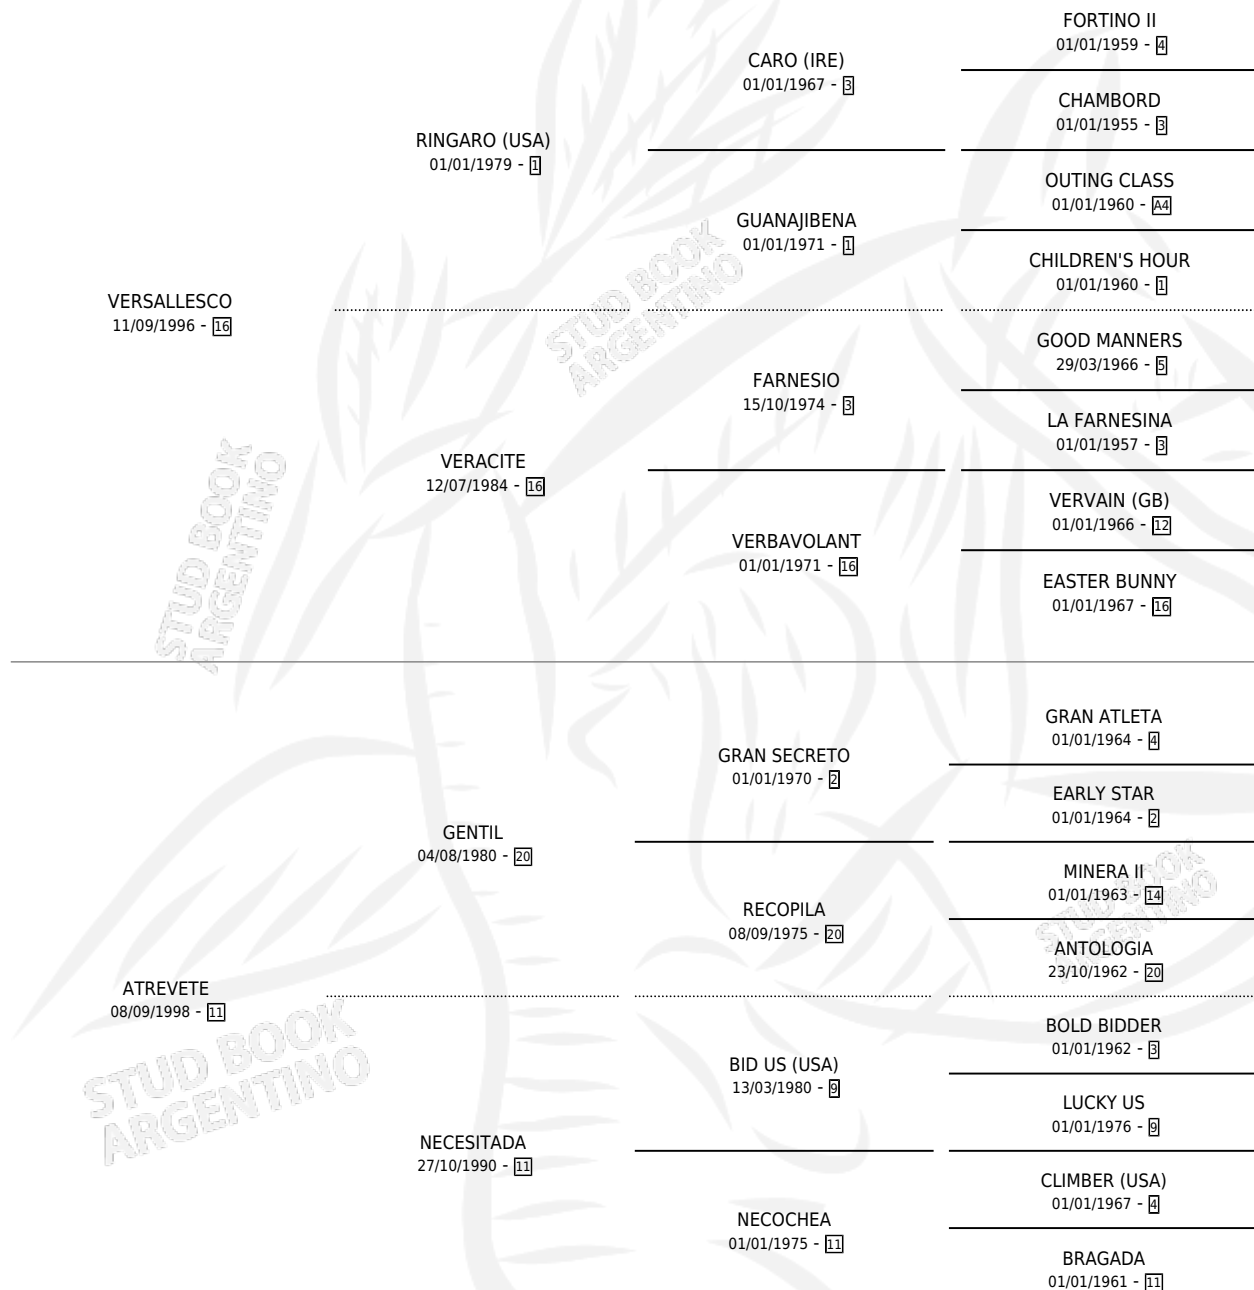 FORTINO II
01/01/1959 - 4
CARO (IRE)
01/01/1967 - 3
CHAMBORD
01/01/1955 - 3
RINGARO (USA)
01/01/1979 - 1
OUTING CLASS
01/01/1960 - A4
GUANAJIBENA
01/01/1971 - 1
CHILDREN'S HOUR
01/01/1960 - 1
VERSALLESCO
11/09/1996 - 16
GOOD MANNERS
29/03/1966 - 5
FARNESIO
15/10/1974 - 3
LA FARNESINA
01/01/1957 - 3
VERACITE
12/07/1984 - 16
VERVAIN (GB)
01/01/1966 - 12
VERBAVOLANT
01/01/1971 - 16
EASTER BUNNY
01/01/1967 - 16
GRAN ATLETA
01/01/1964 - 4
GRAN SECRETO
01/01/1970 - 2
EARLY STAR
01/01/1964 - 2
GENTIL
04/08/1980 - 20
MINERA II
01/01/1963 - 14
RECOPILA
08/09/1975 - 20
ANTOLOGIA
23/10/1962 - 20
ATREVETE
08/09/1998 - 11
BOLD BIDDER
01/01/1962 - 3
BID US (USA)
13/03/1980 - 9
LUCKY US
01/01/1976 - 9
NECESITADA
27/10/1990 - 11
CLIMBER (USA)
01/01/1967 - 4
NECOCHEA
01/01/1975 - 11
BRAGADA
01/01/1961 - 11
STUD BOOK
ARGENTINO
STUD BOOK
ARGENTINO
STUD BOOK
ARGENTINO
STUD BOOK
ARGENTINO